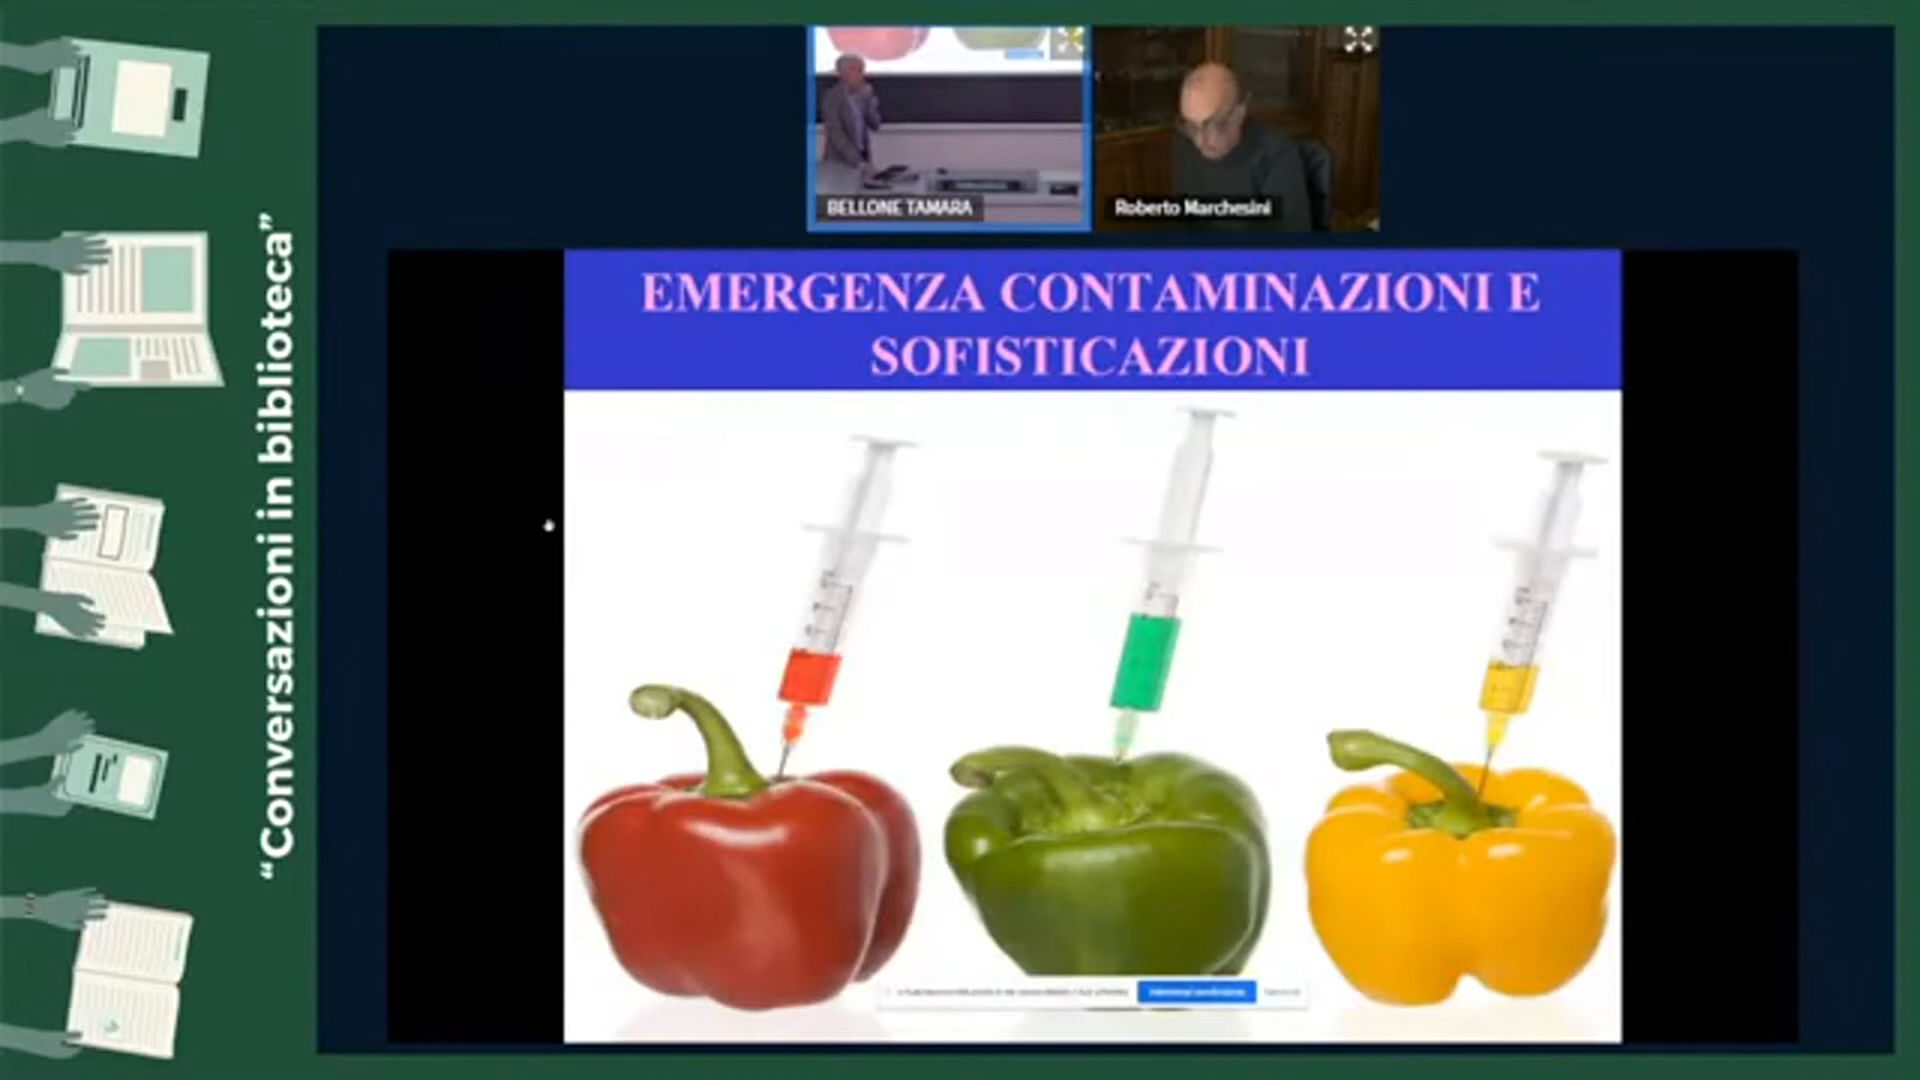 “Conversazioni in biblioteca”
BELLONE TAMARA
Roberto Marchesini
EMERGENZA CONTAMINAZIONI E
SOFISTICAZIONI